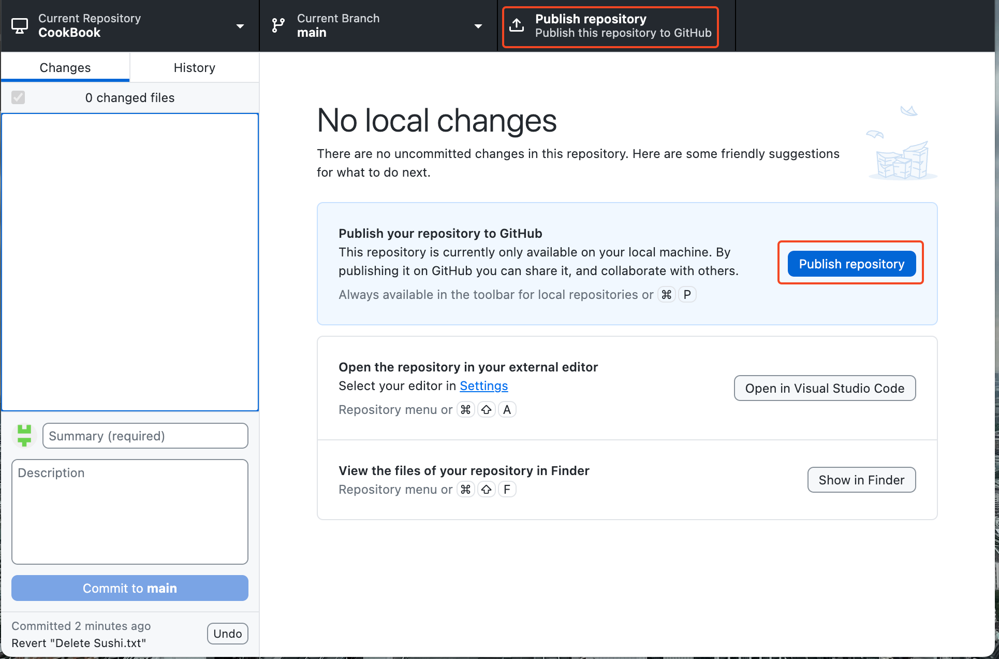 Current Repository
CookBook
Current Branch
main
Publish repository
Publish this repository to GitHub
Changes
History
0 changed files
No local changes
There are no uncommitted changes in this repository. Here are some friendly suggestions
for what to do next.
Publish your repository to GitHub
This repository is currently only available on your local machine. By
publishing it on GitHub you can share it, and collaborate with others.
Always available in the toolbar for local repositories or ⌘ P
Publish repository
Open the repository in your external editor
Select your editor in Settings
Repository menu or ⌘ ⇧ A
Open in Visual Studio Code
View the files of your repository in Finder
Repository menu or ⌘ ⇧ F
Show in Finder
Summary (required)
Description
Commit to main
Committed 2 minutes ago
Revert "Delete Sushi.txt"
Undo